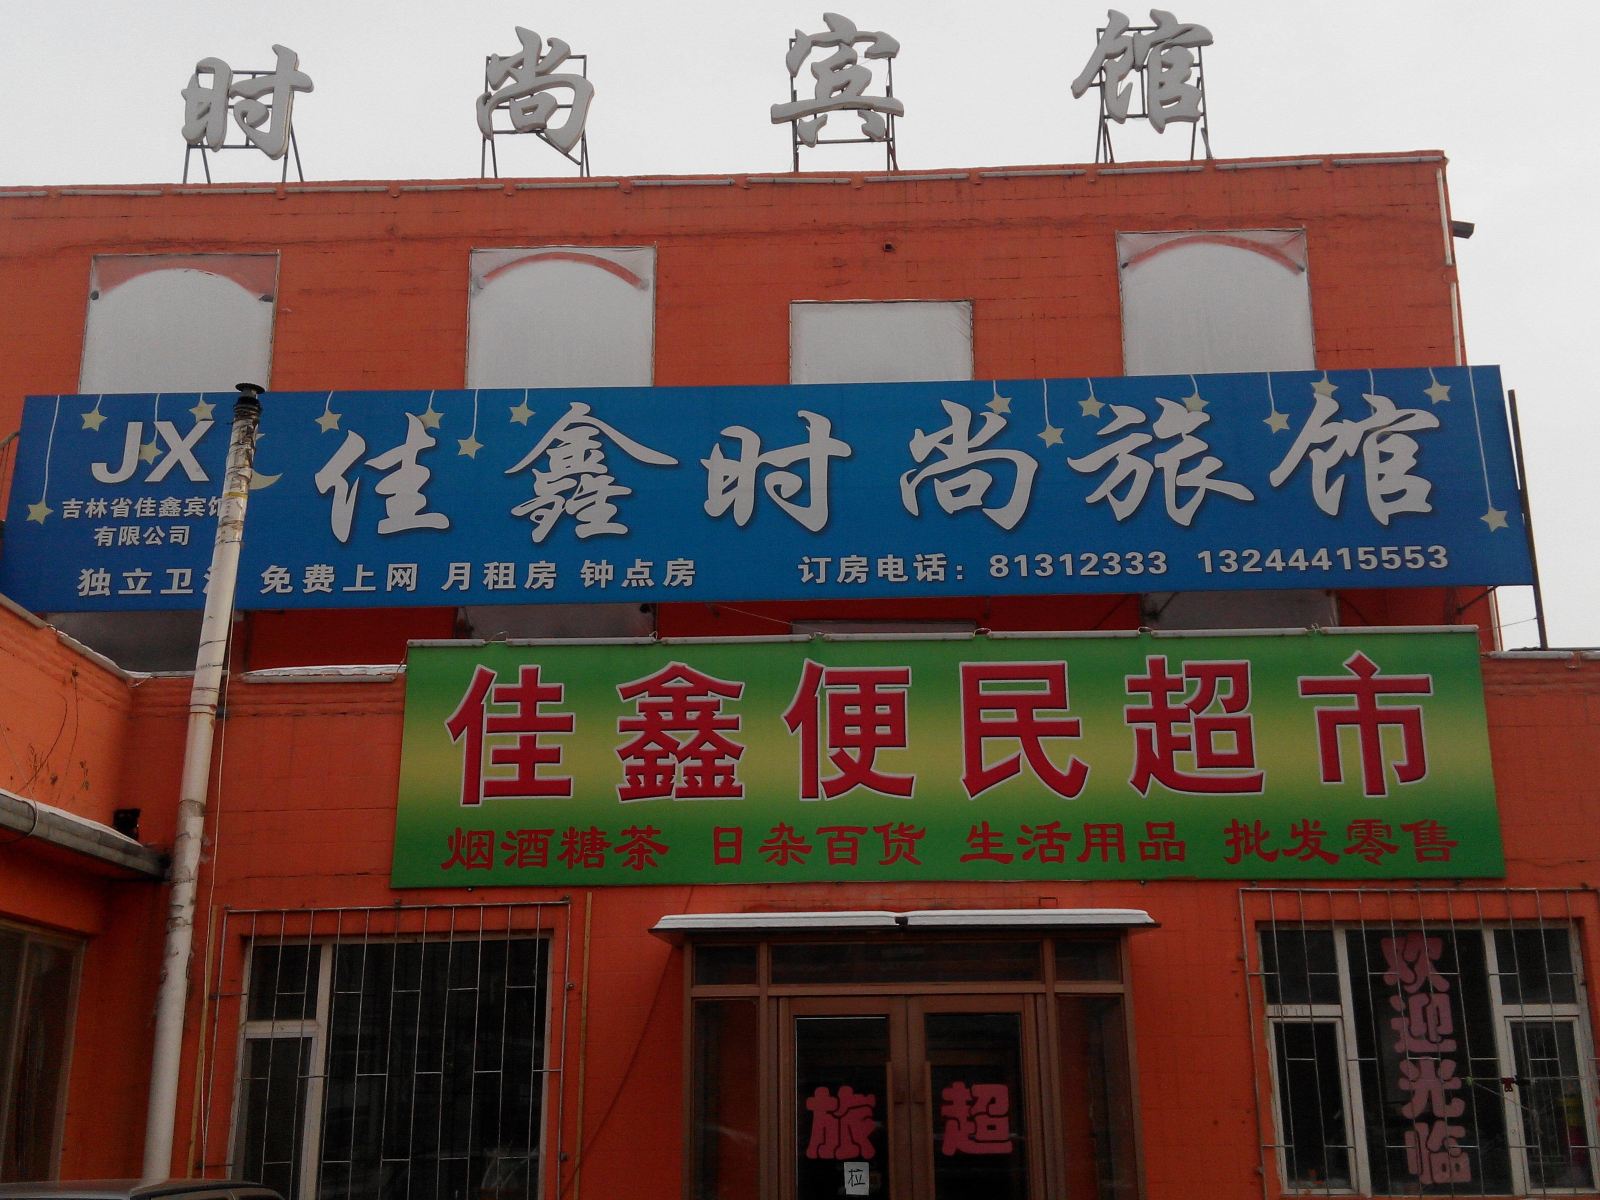 时尚宾馆
JX
吉林省佳鑫宾馆
有限公司
佳鑫时尚旅馆
独立卫 免费上网 月租房 钟点房 订房电话：81312333 13244415553
佳鑫便民超市
烟酒糖茶 日杂百货 生活用品 批发零售
旅 超
拉
欢迎光临